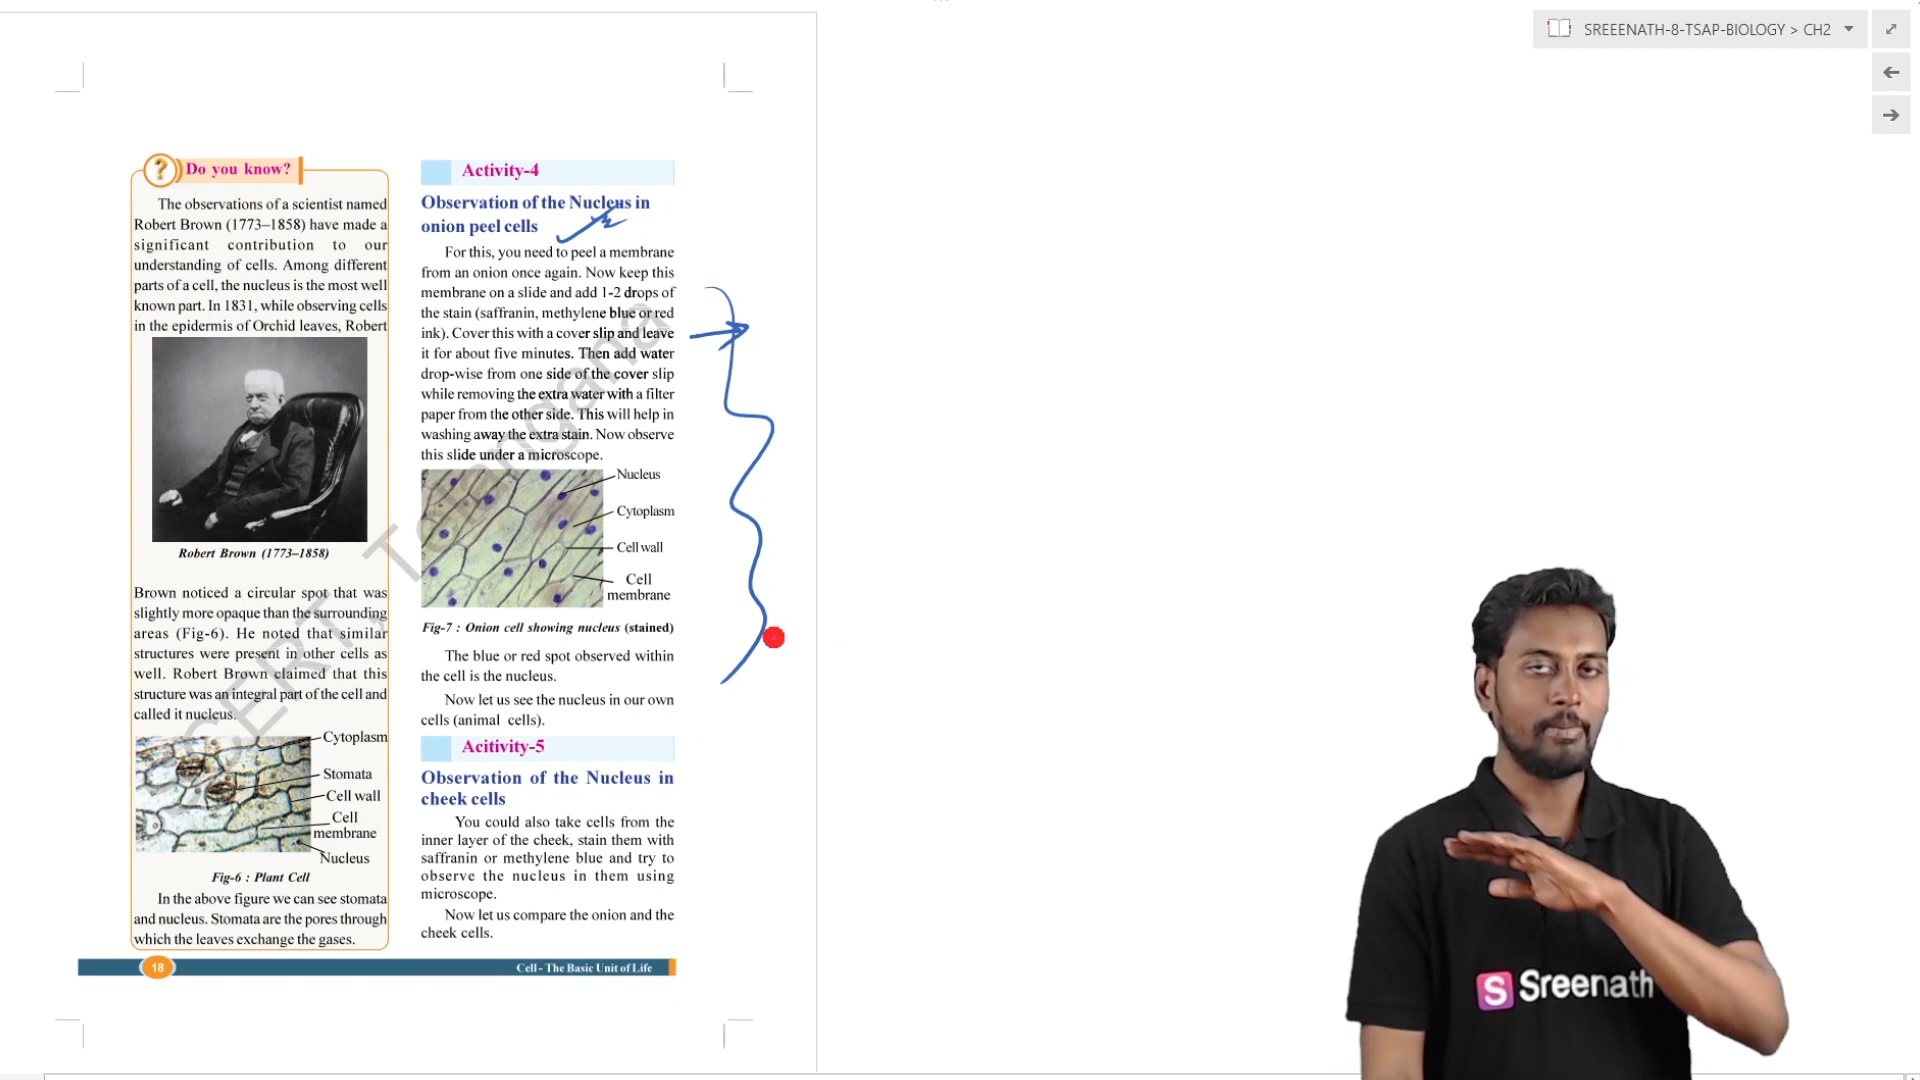 SREEENATH-8-TSAP-BIOLOGY > CH2
? Do you know?
The observations of a scientist named
Robert Brown (1773–1858) have made a
significant contribution to our
understanding of cells. Among different
parts of a cell, the nucleus is the most well
known part. In 1831, while observing cells
in the epidermis of Orchid leaves, Robert
Robert Brown (1773–1858)
Brown noticed a circular spot that was
slightly more opaque than the surrounding
areas (Fig-6). He noted that similar
structures were present in other cells as
well. Robert Brown claimed that this
structure was an integral part of the cell and
called it nucleus.
Cytoplasm
Stomata
Cell wall
Cell
membrane
Nucleus
Fig-6 : Plant Cell
In the above figure we can see stomata
and nucleus. Stomata are the pores through
which the leaves exchange the gases.
Activity-4
Observation of the Nucleus in
onion peel cells
For this, you need to peel a membrane
from an onion once again. Now keep this
membrane on a slide and add 1-2 drops of
the stain (saffranin, methylene blue or red
ink). Cover this with a cover slip and leave
it for about five minutes. Then add water
drop-wise from one side of the cover slip
while removing the extra water with a filter
paper from the other side. This will help in
washing away the extra stain. Now observe
this slide under a microscope.
Nucleus
Cytoplasm
Cell wall
Cell
membrane
Fig-7 : Onion cell showing nucleus (stained)
The blue or red spot observed within
the cell is the nucleus.
Now let us see the nucleus in our own
cells (animal cells).
Acitivity-5
Observation of the Nucleus in
cheek cells
You could also take cells from the
inner layer of the cheek, stain them with
saffranin or methylene blue and try to
observe the nucleus in them using
microscope.
Now let us compare the onion and the
cheek cells.
18
Cell - The Basic Unit of Life
S Sreenath